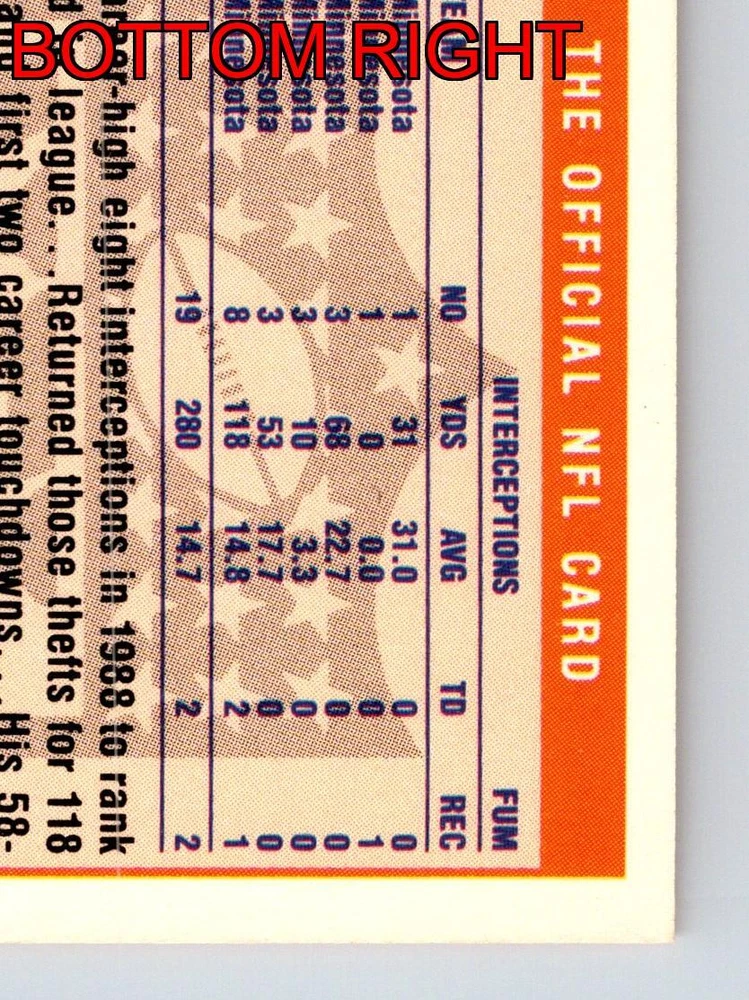 BOTTOM RIGHT
THE OFFICIAL NFL CARD
INTERCEPTIONS FUM
NO YDS AVG TD REC
1 31 31.0 0 0
1 0 0.0 0 1
3 68 22.7 0 0
3 10 3.3 0 0
3 53 17.7 0 0
Minnesota 8 118 14.8 2 1
19 280 14.7 2 2
-high eight interceptions in 1988 to rank
league. . . Returned those thefts for 118
first two career touchdowns. . . His 58-